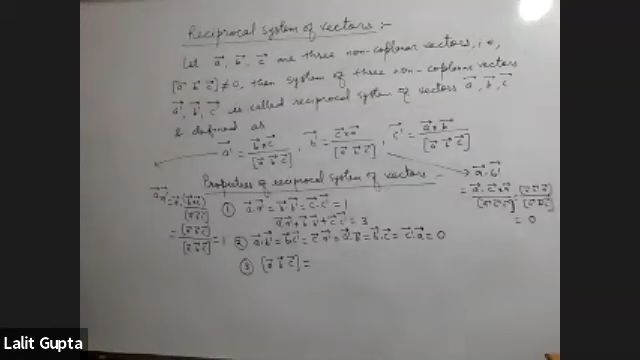 Reciprocal system of vectors :-
Let a⃗, b⃗, c⃗ are three non-coplanar vectors, i.e,
[a⃗ b⃗ c⃗] ≠ 0, then system of three non-coplanar vectors
a⃗', b⃗', c⃗' is called reciprocal system of vectors a⃗, b⃗, c⃗
& defined as
a⃗' = b⃗×c⃗ / [a⃗ b⃗ c⃗], b⃗' = c⃗×a⃗ / [a⃗ b⃗ c⃗], c⃗' = a⃗×b⃗ / [a⃗ b⃗ c⃗]
Properties of reciprocal system of vectors :-
① a⃗·a⃗' = b⃗·b⃗' = c⃗·c⃗' = 1
a⃗·a⃗' + b⃗·b⃗' + c⃗·c⃗' = 3
② a⃗·b⃗' = b⃗·c⃗' = c⃗·a⃗' = a⃗'·b⃗ = b⃗'·c⃗ = c⃗'·a⃗ = 0
③ [a⃗ b⃗ c⃗] =
a⃗·a⃗' = a⃗·(b⃗×c⃗) / [a⃗ b⃗ c⃗]
= [a⃗ b⃗ c⃗] / [a⃗ b⃗ c⃗] = 1
a⃗·b⃗'
= 0
Lalit Gupta